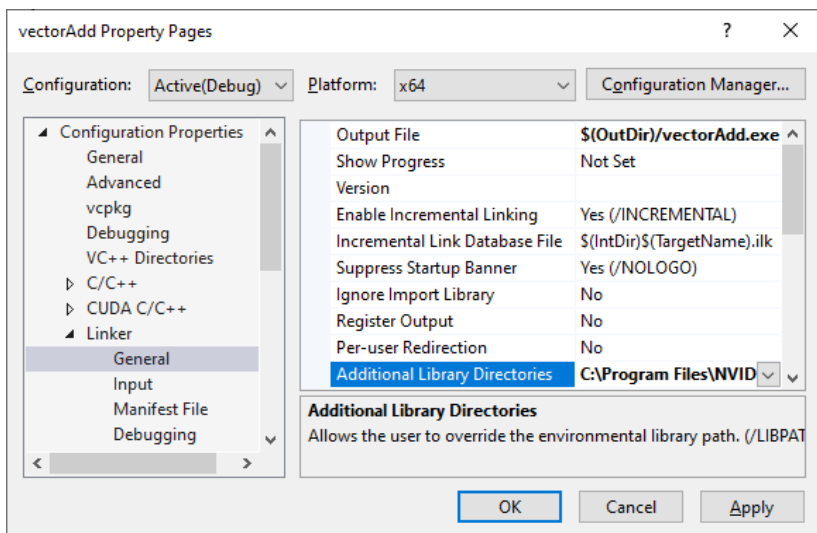 vectorAdd Property Pages
?
Configuration: Active(Debug) Platform: x64 Configuration Manager...
Configuration Properties
General
Advanced
vcpkg
Debugging
VC++ Directories
C/C++
CUDA C/C++
Linker
General
Input
Manifest File
Debugging
Output File $(OutDir)/vectorAdd.exe
Show Progress Not Set
Version
Enable Incremental Linking Yes (/INCREMENTAL)
Incremental Link Database File $(IntDir)$(TargetName).ilk
Suppress Startup Banner Yes (/NOLOGO)
Ignore Import Library No
Register Output No
Per-user Redirection No
Additional Library Directories C:\Program Files\NVID
Additional Library Directories
Allows the user to override the environmental library path. (/LIBPAT
OK Cancel Apply